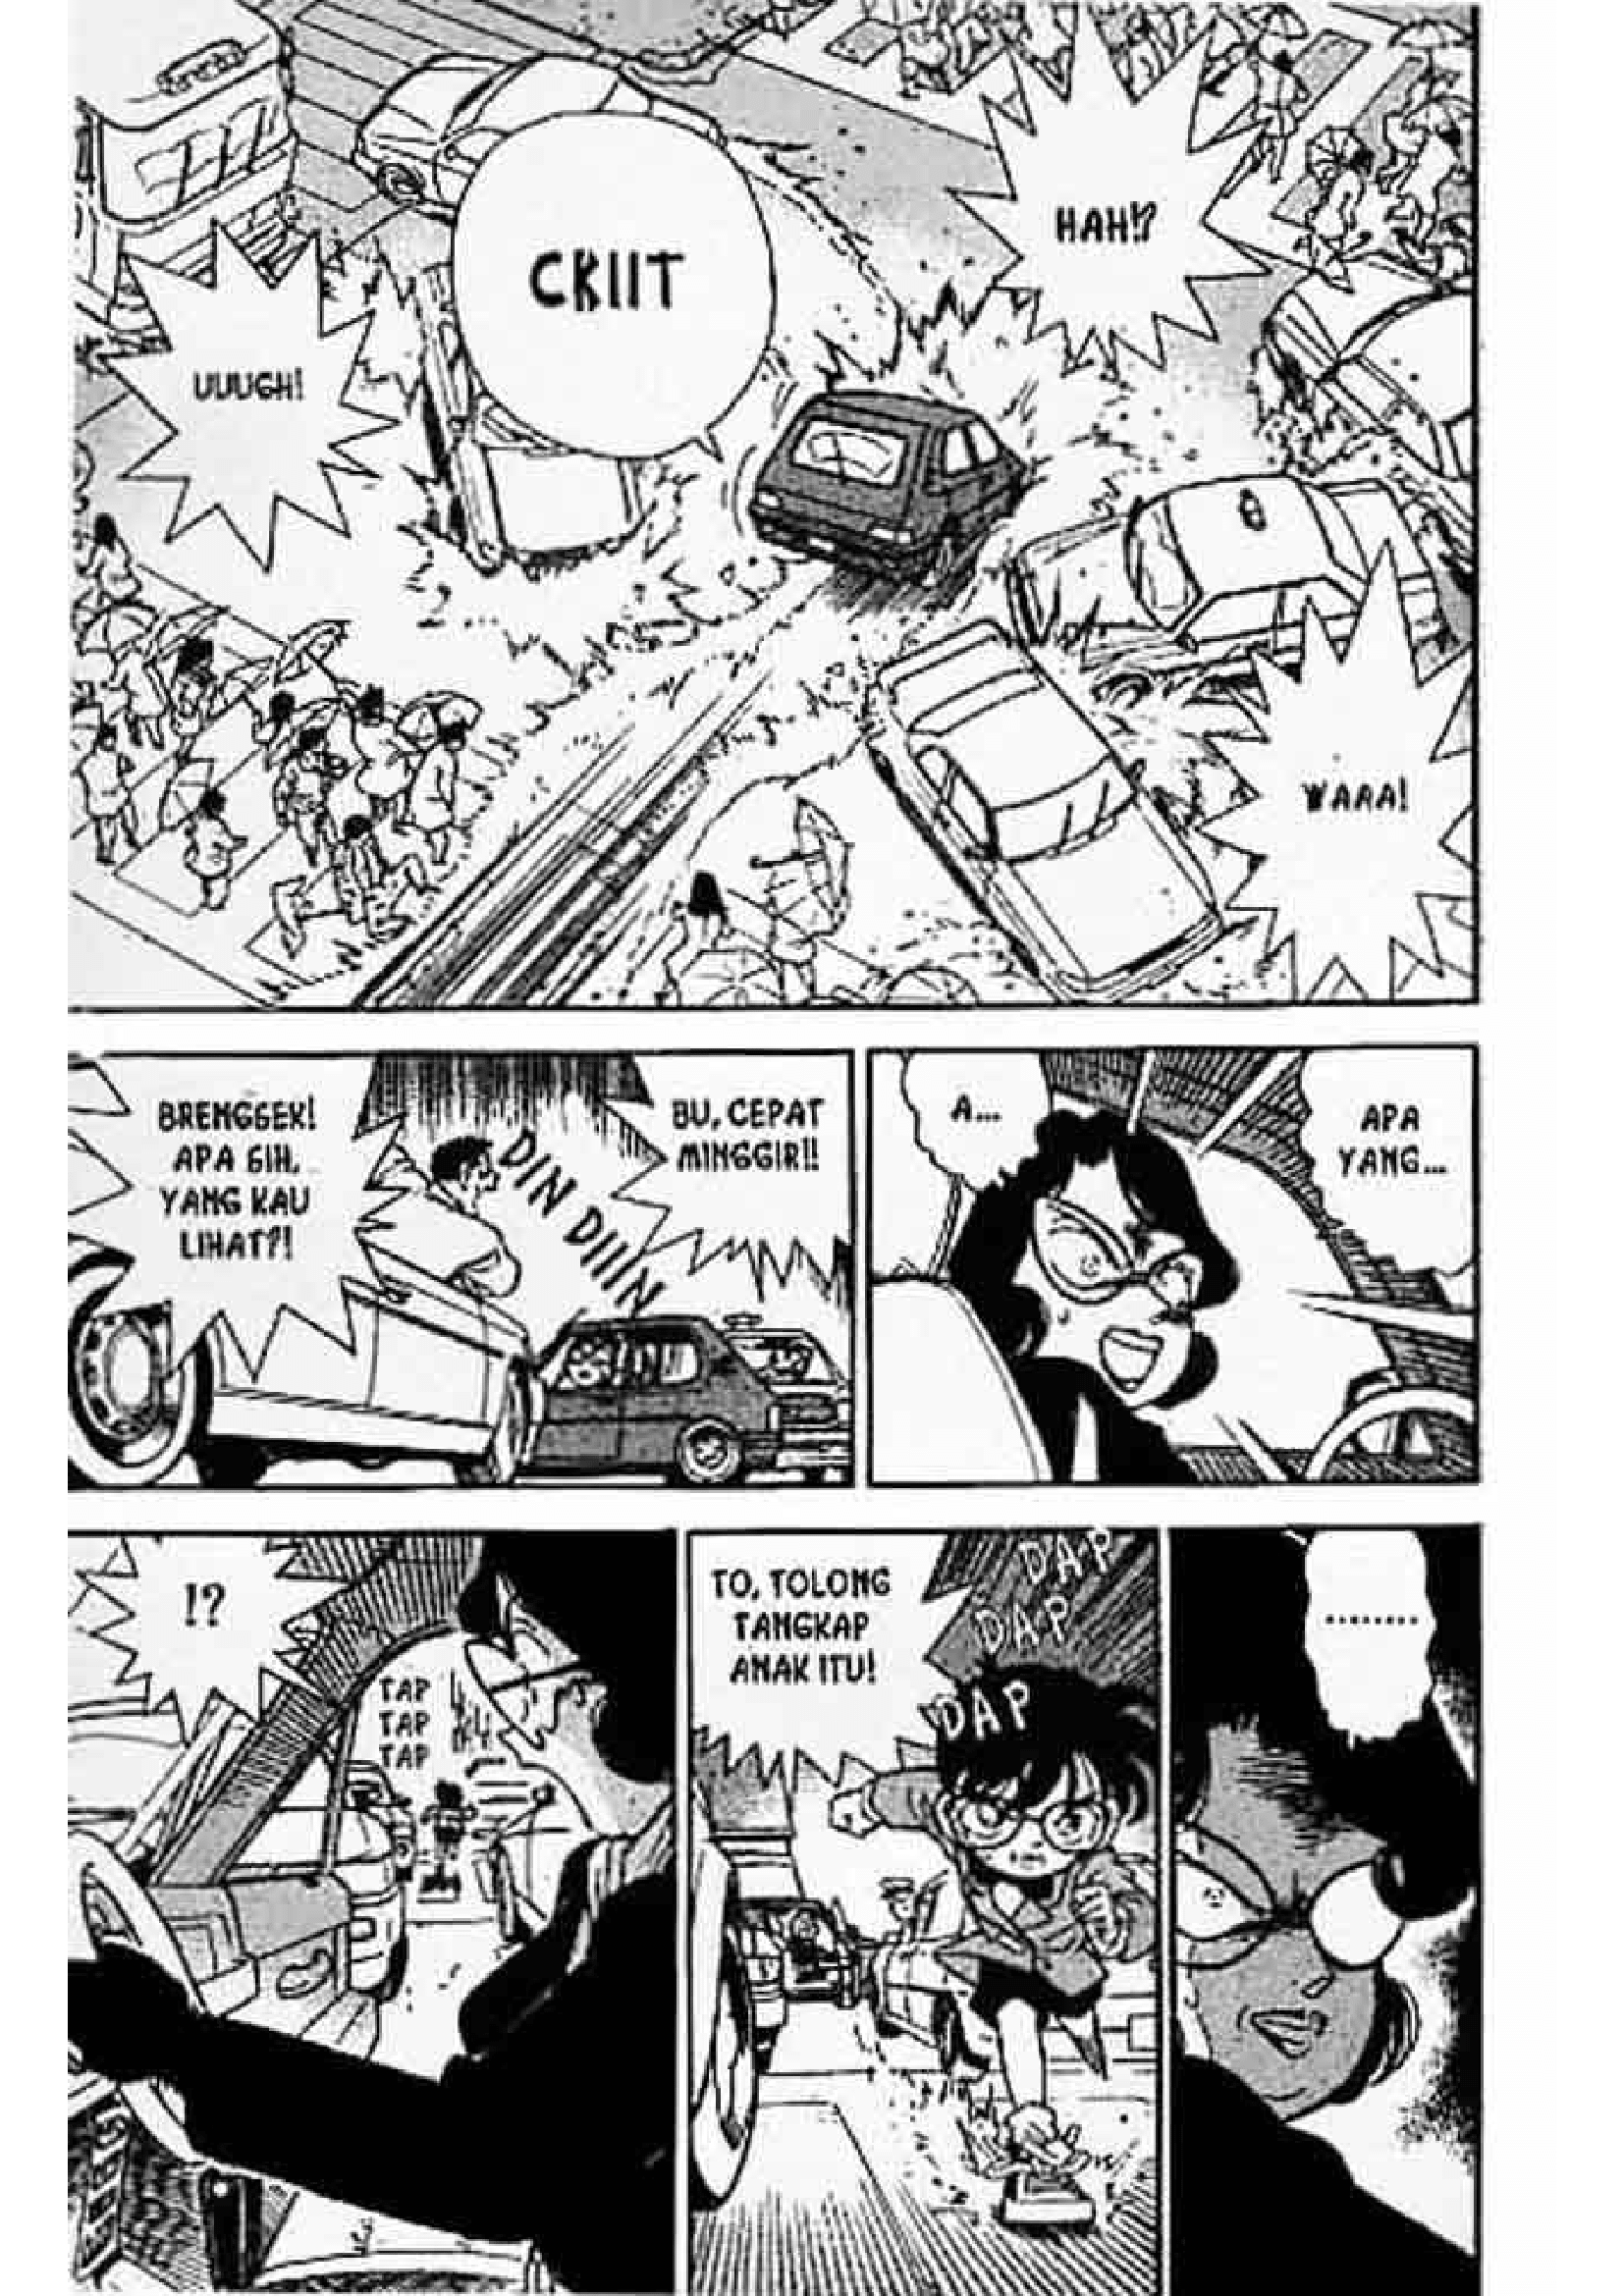 HAH!?
CKIIT
UUUGH!
WAAA!
APA
YANG...
A...
BU, CEPAT
MINGGIR!!
DIN DIIN
BRENGSEK!
APA SIH,
YANG KAU
LIHAT?!
.........
DAP
DAP
DAP
TO, TOLONG
TANGKAP
ANAK ITU!
!?
TAP
TAP
TAP